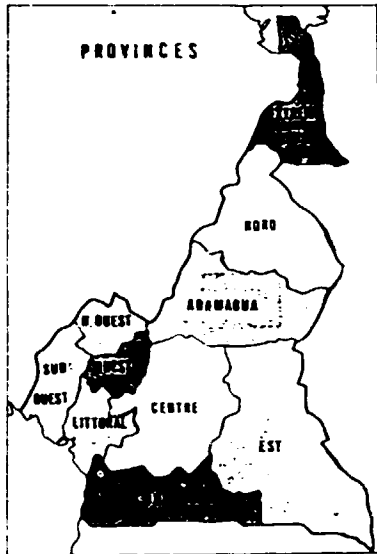 PROVINCES
NORD
ADAMAOUA
N.OUEST
OUEST
SUD-
OUEST
CENTRE
LITTORAL
EST